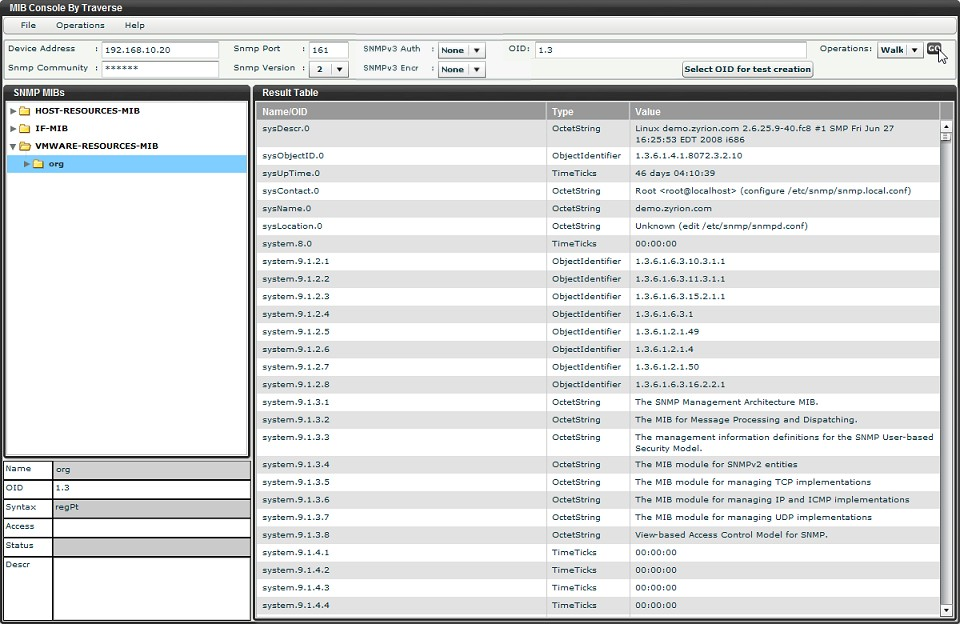 MIB Console By Traverse
File Operations Help
Device Address : 192.168.10.20 Snmp Port : 161 SNMPv3 Auth : None OID: 1.3 Operations: Walk GO
Snmp Community : ****** Snmp Version : 2 SNMPv3 Encr : None Select OID for test creation
SNMP MIBs
HOST-RESOURCES-MIB
IF-MIB
VMWARE-RESOURCES-MIB
org
Name org
OID 1.3
Syntax regPt
Access
Status
Descr
Result Table
Name/OID Type Value
sysDescr.0 OctetString Linux demo.zyrion.com 2.6.25.9-40.fc8 #1 SMP Fri Jun 27
16:25:53 EDT 2008 i686
sysObjectID.0 ObjectIdentifier 1.3.6.1.4.1.8072.3.2.10
sysUpTime.0 TimeTicks 46 days 04:10:39
sysContact.0 OctetString Root <root@localhost> (configure /etc/snmp/snmp.local.conf)
sysName.0 OctetString demo.zyrion.com
sysLocation.0 OctetString Unknown (edit /etc/snmp/snmpd.conf)
system.8.0 TimeTicks 00:00:00
system.9.1.2.1 ObjectIdentifier 1.3.6.1.6.3.10.3.1.1
system.9.1.2.2 ObjectIdentifier 1.3.6.1.6.3.11.3.1.1
system.9.1.2.3 ObjectIdentifier 1.3.6.1.6.3.15.2.1.1
system.9.1.2.4 ObjectIdentifier 1.3.6.1.6.3.1
system.9.1.2.5 ObjectIdentifier 1.3.6.1.2.1.49
system.9.1.2.6 ObjectIdentifier 1.3.6.1.2.1.4
system.9.1.2.7 ObjectIdentifier 1.3.6.1.2.1.50
system.9.1.2.8 ObjectIdentifier 1.3.6.1.6.3.16.2.2.1
system.9.1.3.1 OctetString The SNMP Management Architecture MIB.
system.9.1.3.2 OctetString The MIB for Message Processing and Dispatching.
system.9.1.3.3 OctetString The management information definitions for the SNMP User-based
Security Model.
system.9.1.3.4 OctetString The MIB module for SNMPv2 entities
system.9.1.3.5 OctetString The MIB module for managing TCP implementations
system.9.1.3.6 OctetString The MIB module for managing IP and ICMP implementations
system.9.1.3.7 OctetString The MIB module for managing UDP implementations
system.9.1.3.8 OctetString View-based Access Control Model for SNMP.
system.9.1.4.1 TimeTicks 00:00:00
system.9.1.4.2 TimeTicks 00:00:00
system.9.1.4.3 TimeTicks 00:00:00
system.9.1.4.4 TimeTicks 00:00:00